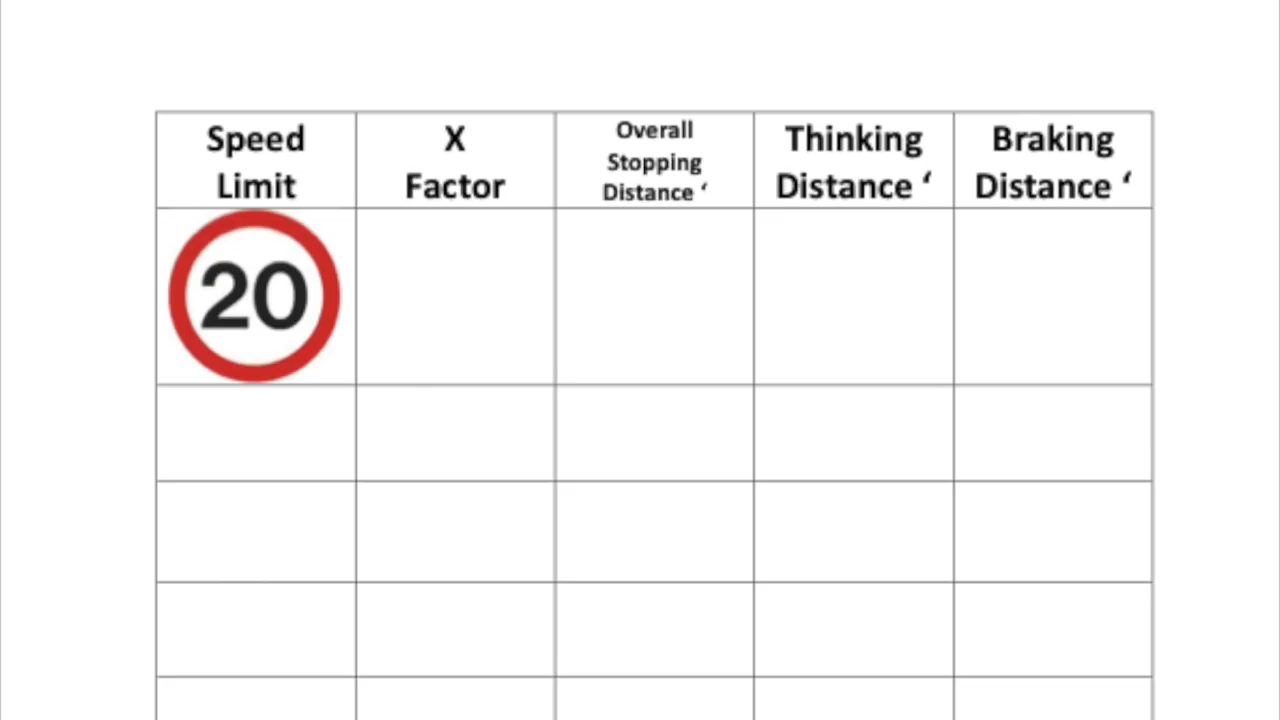 Speed
Limit
X
Factor
Overall
Stopping
Distance ‘
Thinking
Distance ‘
Braking
Distance ‘
20